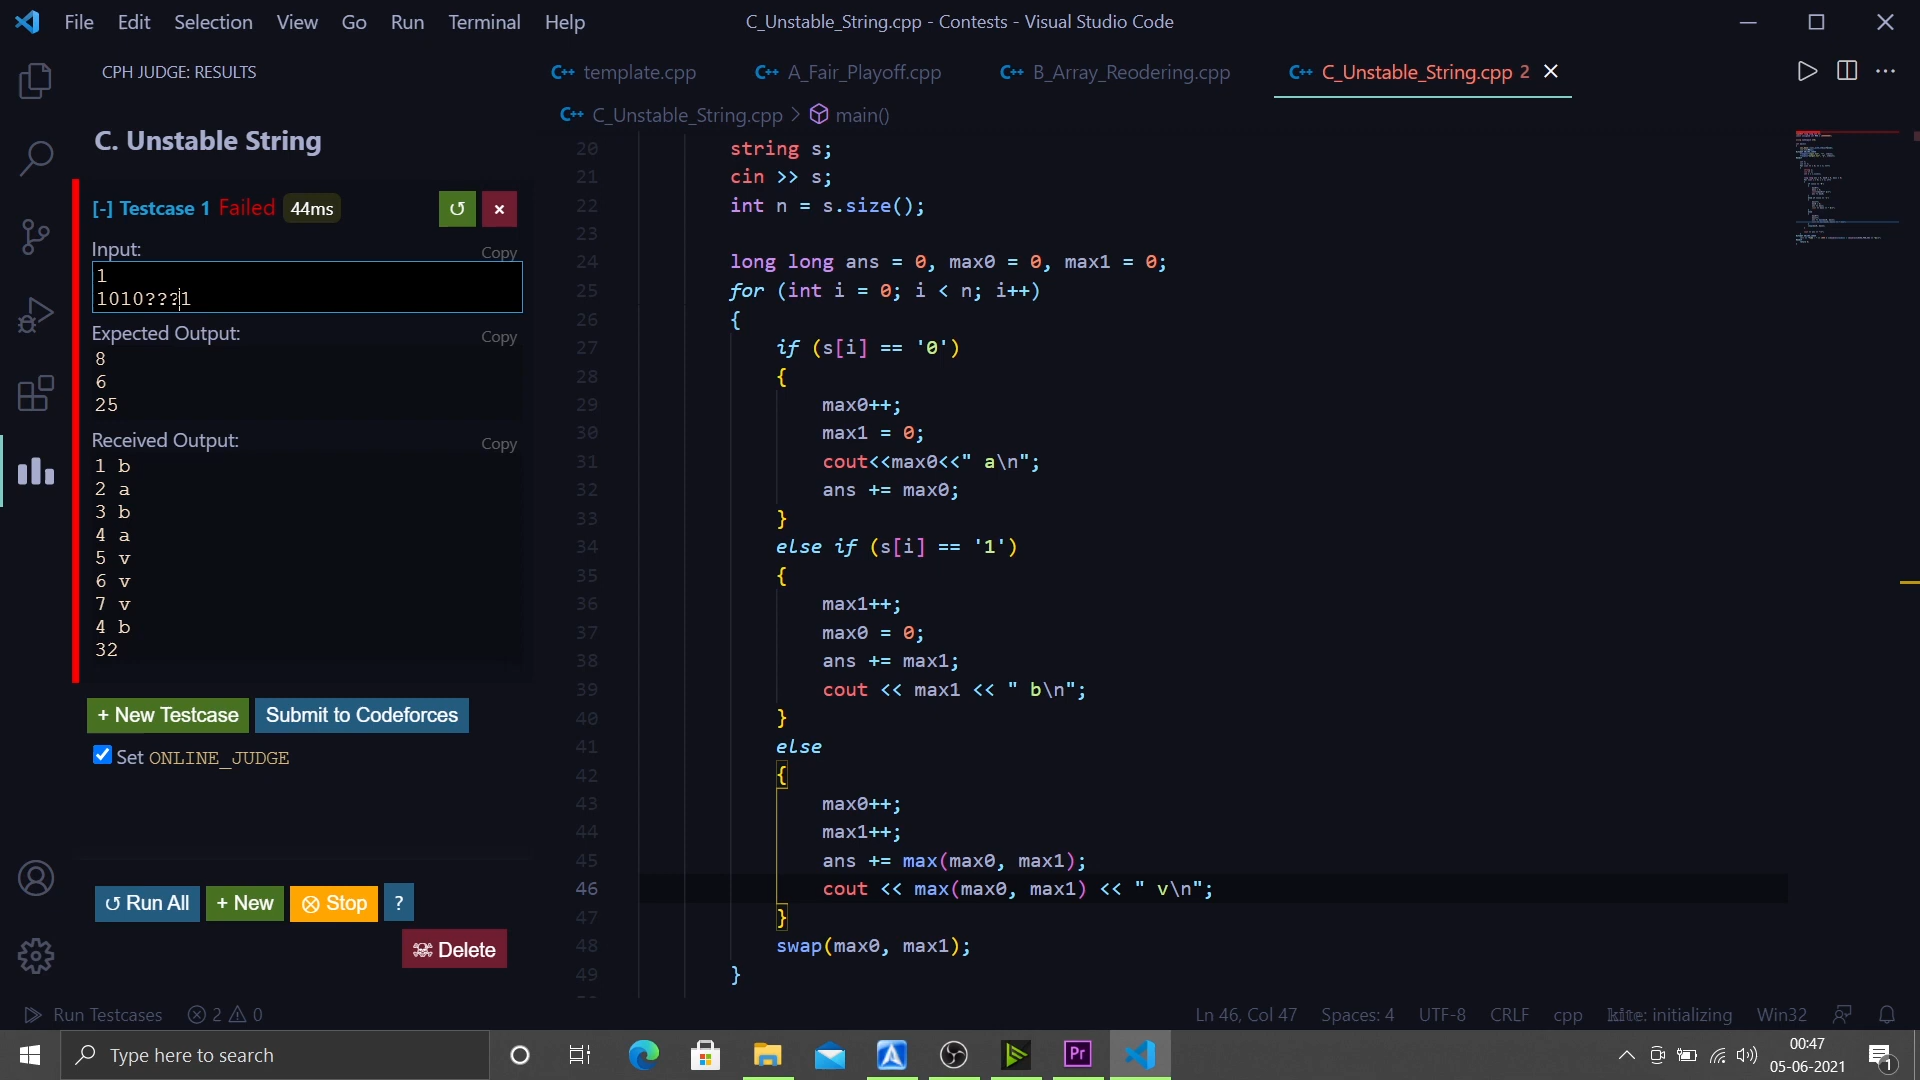 File Edit Selection View Go Run Terminal Help
C_Unstable_String.cpp - Contests - Visual Studio Code
CPH JUDGE: RESULTS
C. Unstable String
[-] Testcase 1 Failed 44ms
Input:
Copy
1
1010???1
Expected Output:
Copy
8
6
25
Received Output:
Copy
1 b
2 a
3 b
4 a
5 v
6 v
7 v
4 b
32
+ New Testcase
Submit to Codeforces
Set ONLINE_JUDGE
Run All
+ New
Stop
?
Delete
C++ template.cpp
C++ A_Fair_Playoff.cpp
C++ B_Array_Reodering.cpp
C++ C_Unstable_String.cpp 2
C++ C_Unstable_String.cpp > main()
20 string s;
21 cin >> s;
22 int n = s.size();
23
24 long long ans = 0, max0 = 0, max1 = 0;
25 for (int i = 0; i < n; i++)
26 {
27 if (s[i] == '0')
28 {
29 max0++;
30 max1 = 0;
31 cout<<max0<<" a\n";
32 ans += max0;
33 }
34 else if (s[i] == '1')
35 {
36 max1++;
37 max0 = 0;
38 ans += max1;
39 cout << max1 << " b\n";
40 }
41 else
42 {
43 max0++;
44 max1++;
45 ans += max(max0, max1);
46 cout << max(max0, max1) << " v\n";
47 }
48 swap(max0, max1);
49 }
Run Testcases
2
0
Ln 46, Col 47
Spaces: 4
UTF-8
CRLF
cpp
kite: initializing
Win32
Type here to search
Pr
00:47
05-06-2021
1